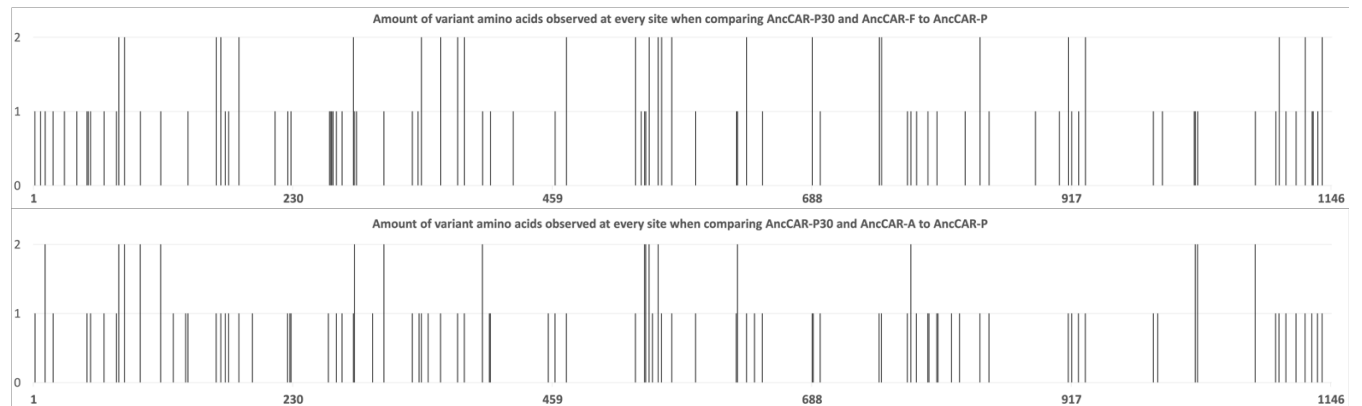 Amount of variant amino acids observed at every site when comparing AncCAR-P30 and AncCAR-F to AncCAR-P
2
1
0
1 230 459 688 917 1146
Amount of variant amino acids observed at every site when comparing AncCAR-P30 and AncCAR-A to AncCAR-P
2
1
0
1 230 459 688 917 1146